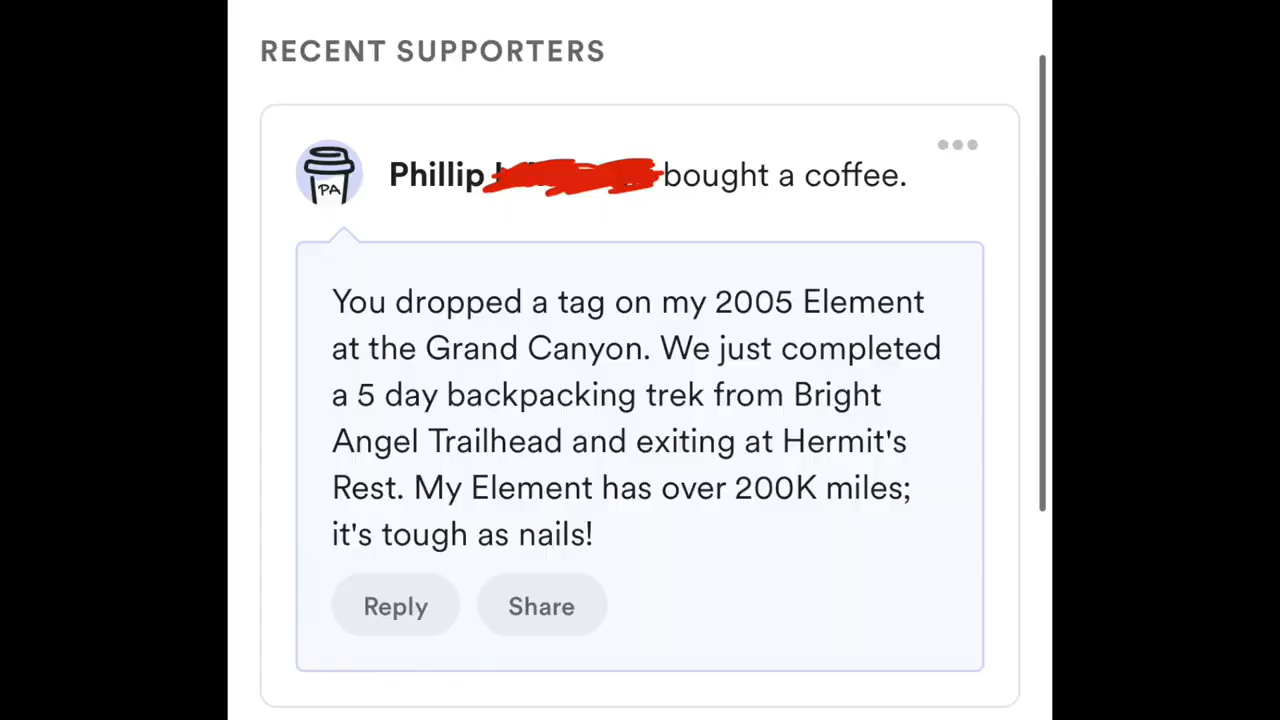 RECENT SUPPORTERS
PA
Phillip bought a coffee.
You dropped a tag on my 2005 Element
at the Grand Canyon. We just completed
a 5 day backpacking trek from Bright
Angel Trailhead and exiting at Hermit's
Rest. My Element has over 200K miles;
it's tough as nails!
Reply Share